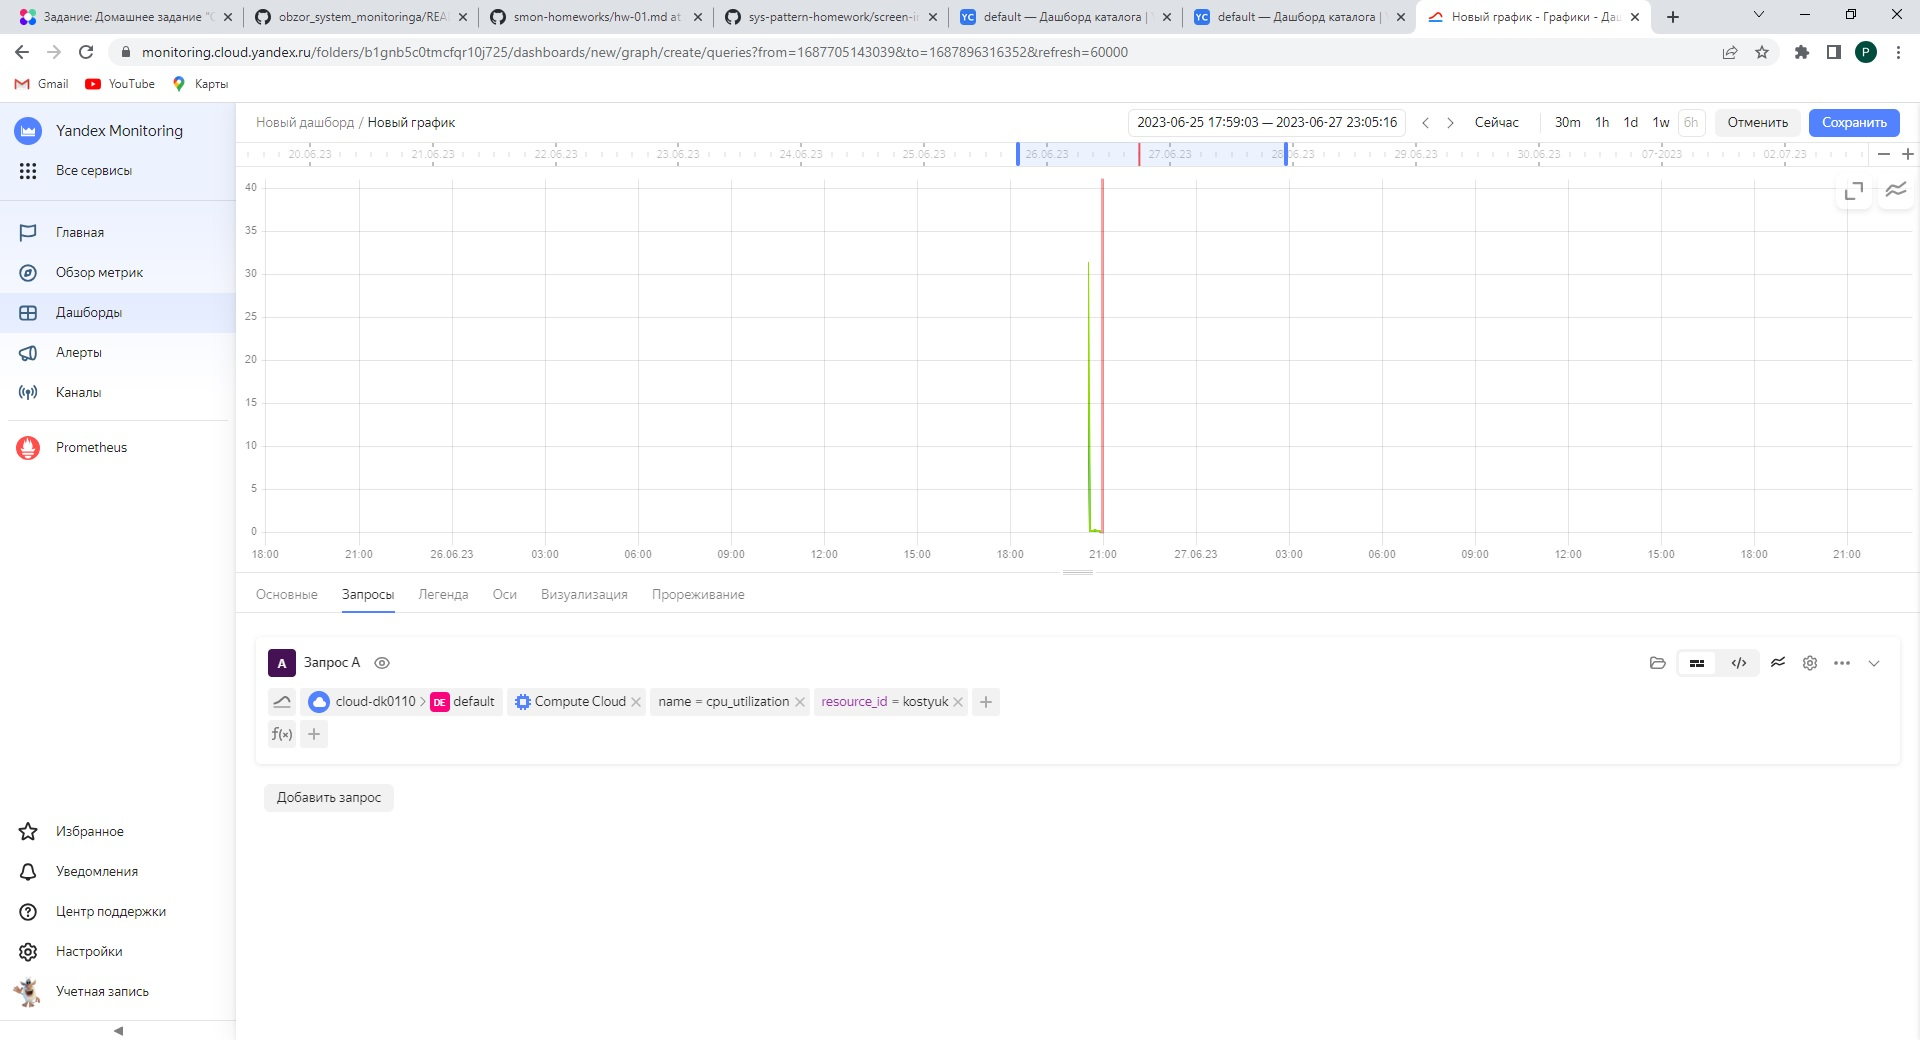 Задание: Домашнее задание "С
obzor_system_monitoringa/REA
smon-homeworks/hw-01.md at
sys-pattern-homework/screen-in
YC default — Дашборд каталога |
YC default — Дашборд каталога |
Новый график - Графики - Даш
monitoring.cloud.yandex.ru/folders/b1gnb5c0tmcfqr10j725/dashboards/new/graph/create/queries?from=1687705143039&to=1687896316352&refresh=60000
P
Gmail YouTube Карты
Yandex Monitoring
Все сервисы
Главная
Обзор метрик
Дашборды
Алерты
Каналы
Prometheus
Избранное
Уведомления
Центр поддержки
Настройки
Учетная запись
Новый дашборд / Новый график
2023-06-25 17:59:03 — 2023-06-27 23:05:16
Сейчас
30m 1h 1d 1w 6h
Отменить
Сохранить
20.06.23 21.06.23 22.06.23 23.06.23 24.06.23 25.06.23 26.06.23 27.06.23 28.06.23 29.06.23 30.06.23 07-2023 02.07.23
40
35
30
25
20
15
10
5
0
18:00 21:00 26.06.23 03:00 06:00 09:00 12:00 15:00 18:00 21:00 27.06.23 03:00 06:00 09:00 12:00 15:00 18:00 21:00
Основные Запросы Легенда Оси Визуализация Прореживание
A Запрос A
cloud-dk0110 > DE default Compute Cloud name = cpu_utilization resource_id = kostyuk
f(x)
Добавить запрос